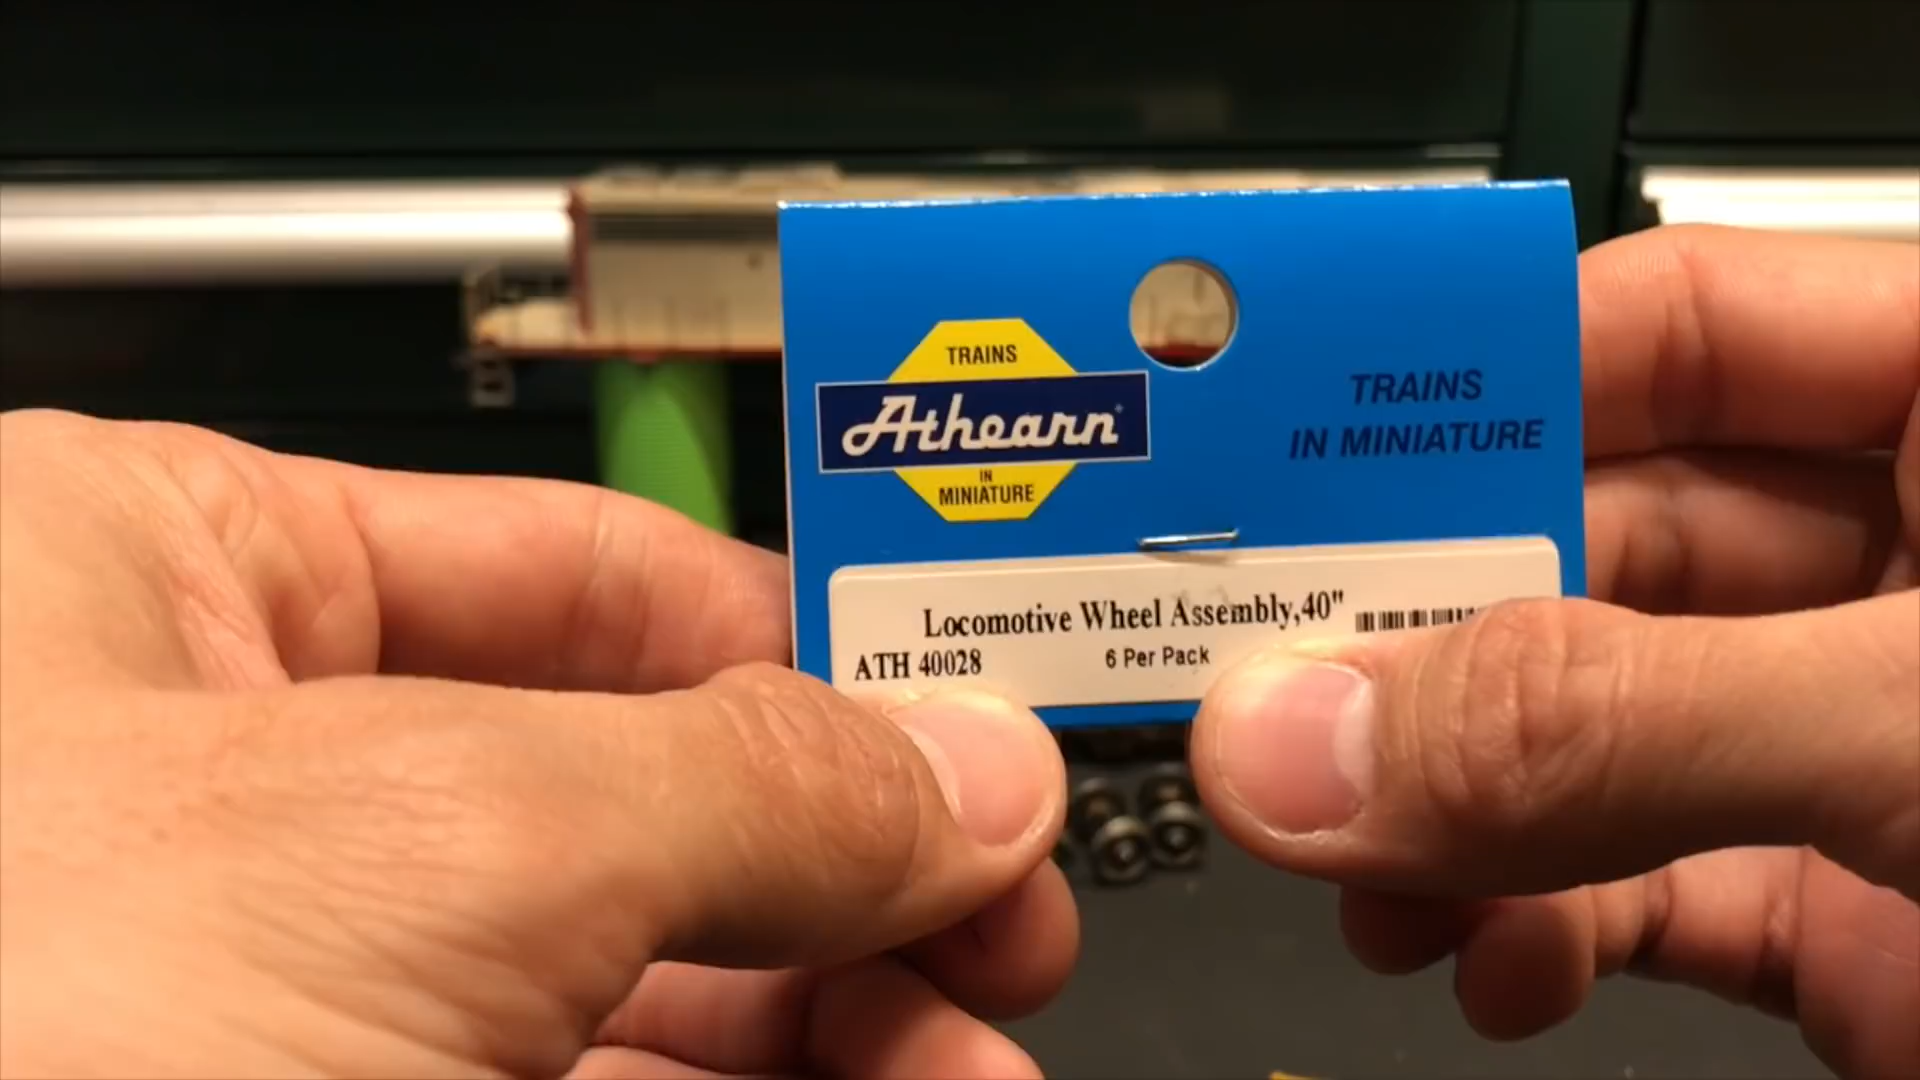 TRAINS
Athearn®
IN
MINIATURE
TRAINS
IN MINIATURE
Locomotive Wheel Assembly,40"
ATH 40028
6 Per Pack